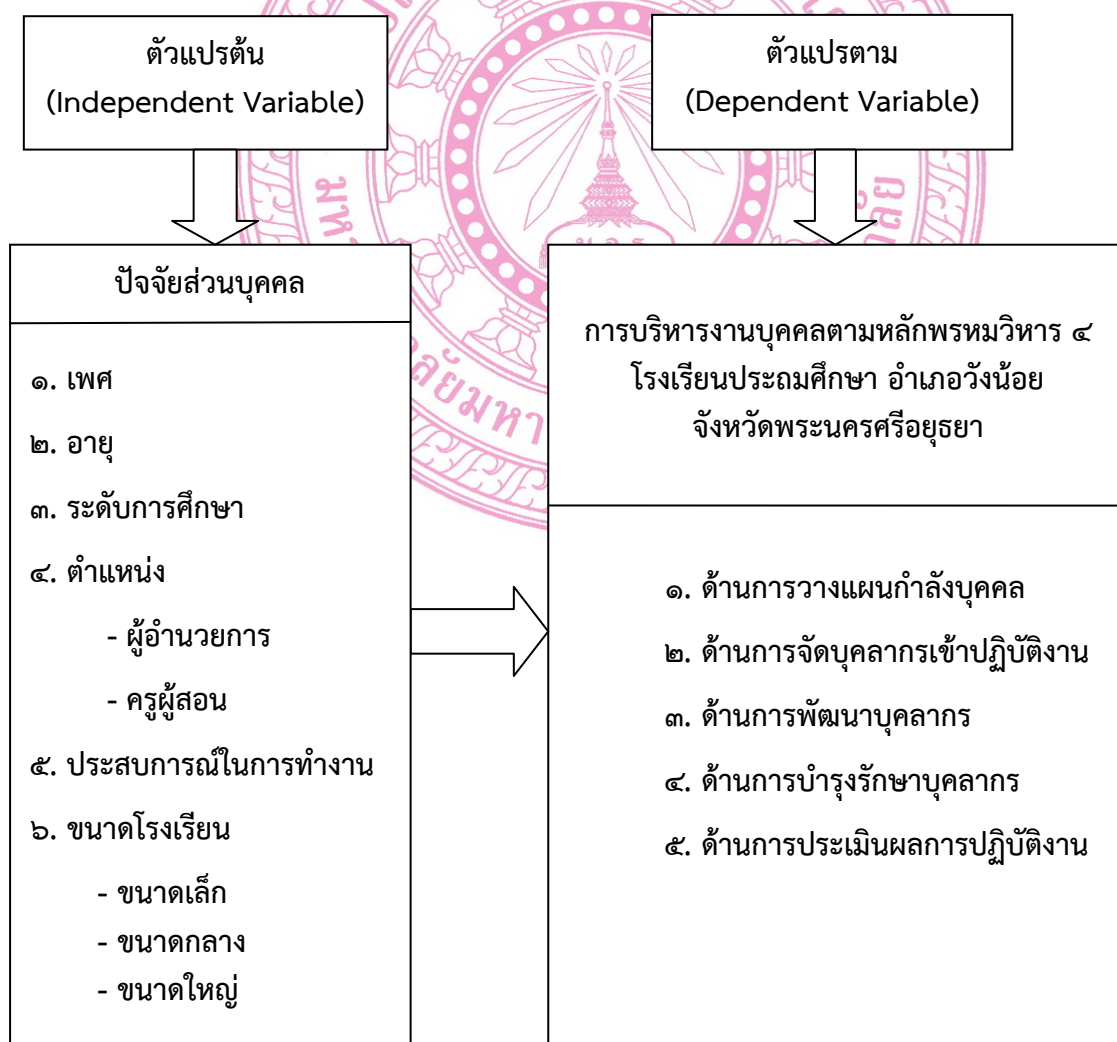 ตัวแปรต้น
(Independent Variable)
ตัวแปรตาม
(Dependent Variable)
ปัจจัยส่วนบุคคล
๑. เพศ
๒. อายุ
๓. ระดับการศึกษา
๔. ตำแหน่ง
- ผู้อำนวยการ
- ครูผู้สอน
๕. ประสบการณ์ในการทำงาน
๖. ขนาดโรงเรียน
- ขนาดเล็ก
- ขนาดกลาง
- ขนาดใหญ่
การบริหารงานบุคคลตามหลักพรหมวิหาร ๔
โรงเรียนประถมศึกษา อำเภอวังน้อย
จังหวัดพระนครศรีอยุธยา
๑. ด้านการวางแผนกำลังบุคคล
๒. ด้านการจัดบุคลากรเข้าปฏิบัติงาน
๓. ด้านการพัฒนาบุคลากร
๔. ด้านการบำรุงรักษาบุคลากร
๕. ด้านการประเมินผลการปฏิบัติงาน